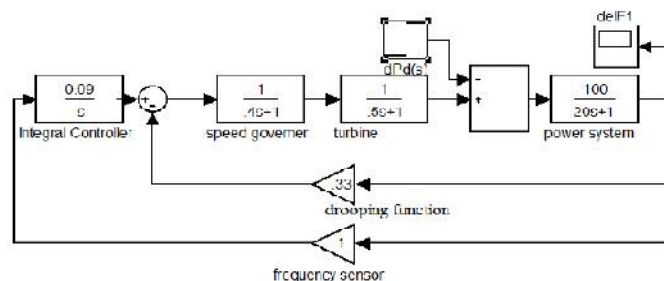 delF1
dPd(s)
0.09
s
Integral Controller
+
-
1
.4s+1
speed governer
1
.5s+1
turbine
-
+
100
20s+1
power system
.33
drooping function
1
frequency sensor